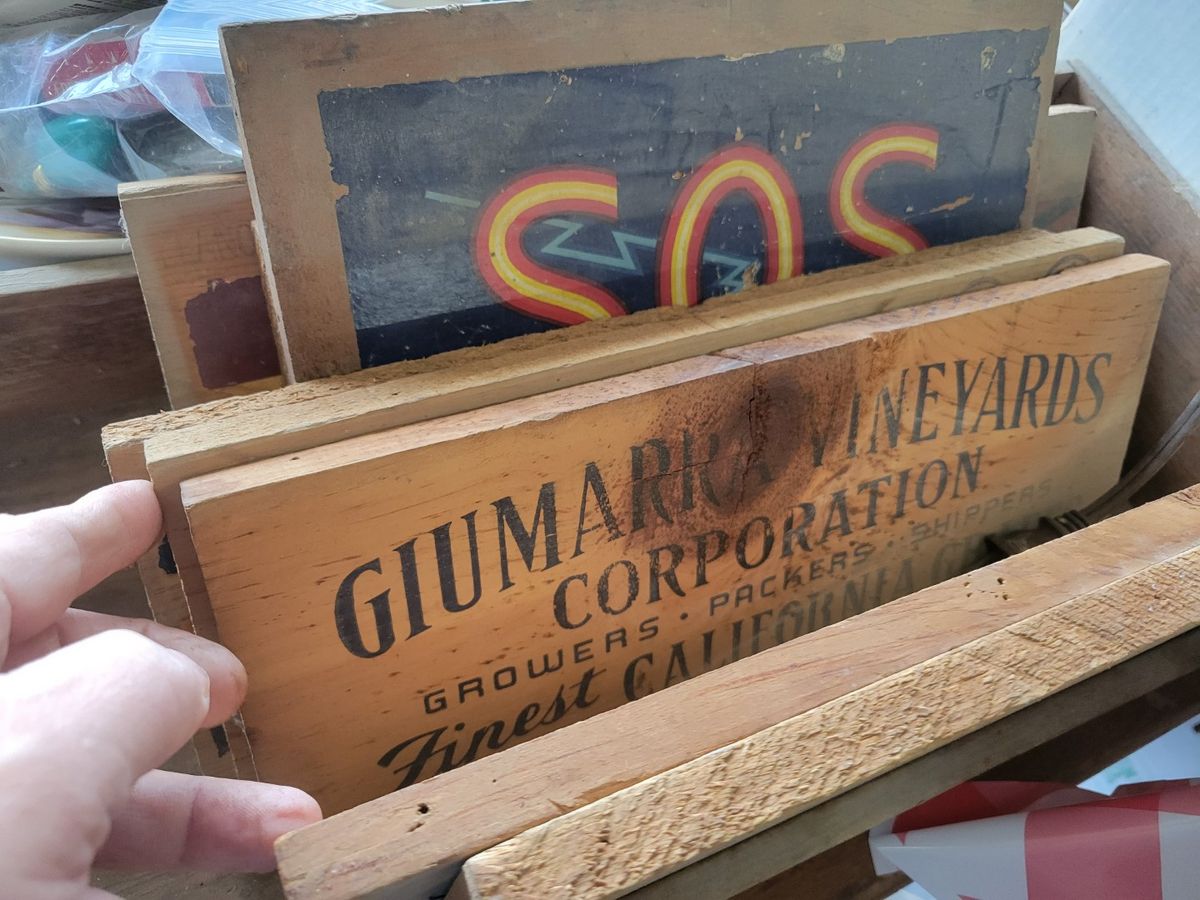 SOS
GIUMARRA VINEYARDS
CORPORATION
GROWERS · PACKERS · SHIPPERS
Finest CALIFORNIA